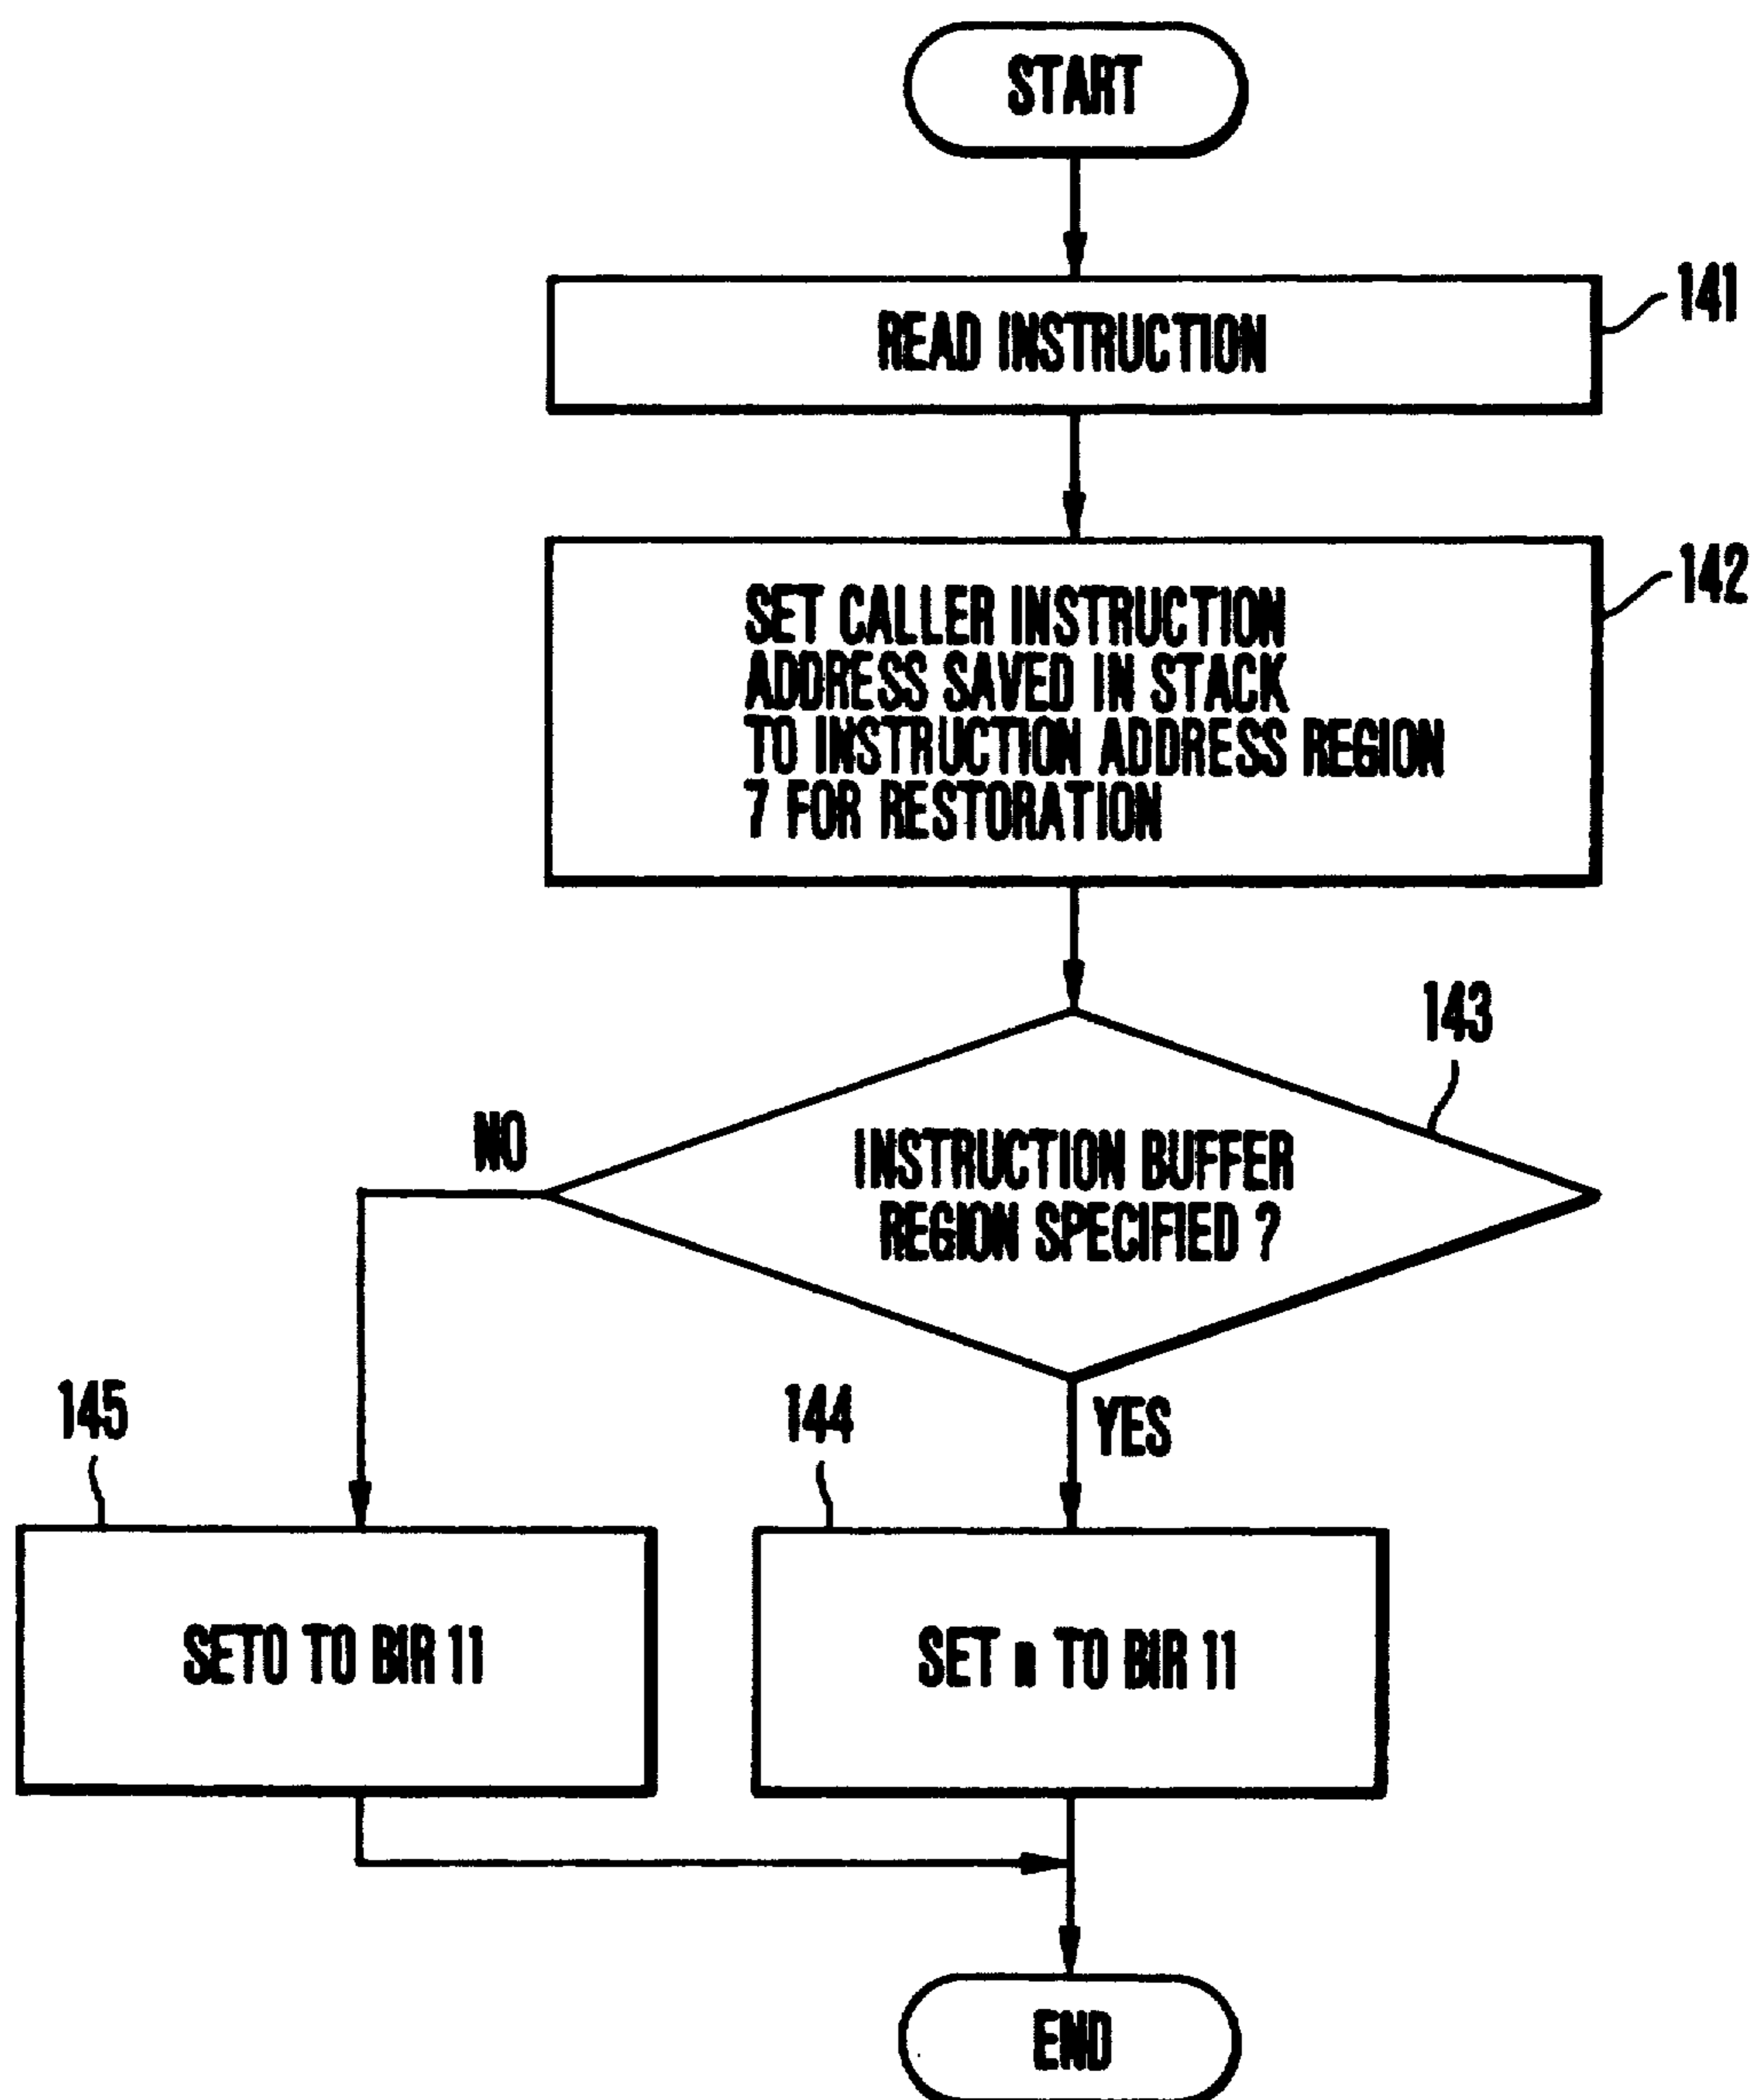 START
READ INSTRUCTION
141
SET CALLER INSTRUCTION
ADDRESS SAVED IN STACK
TO INSTRUCTION ADDRESS REGION
7 FOR RESTORATION
142
143
INSTRUCTION BUFFER
REGION SPECIFIED ?
NO
YES
145
144
SET0 TO BIR 11
SET n TO BIR 11
END